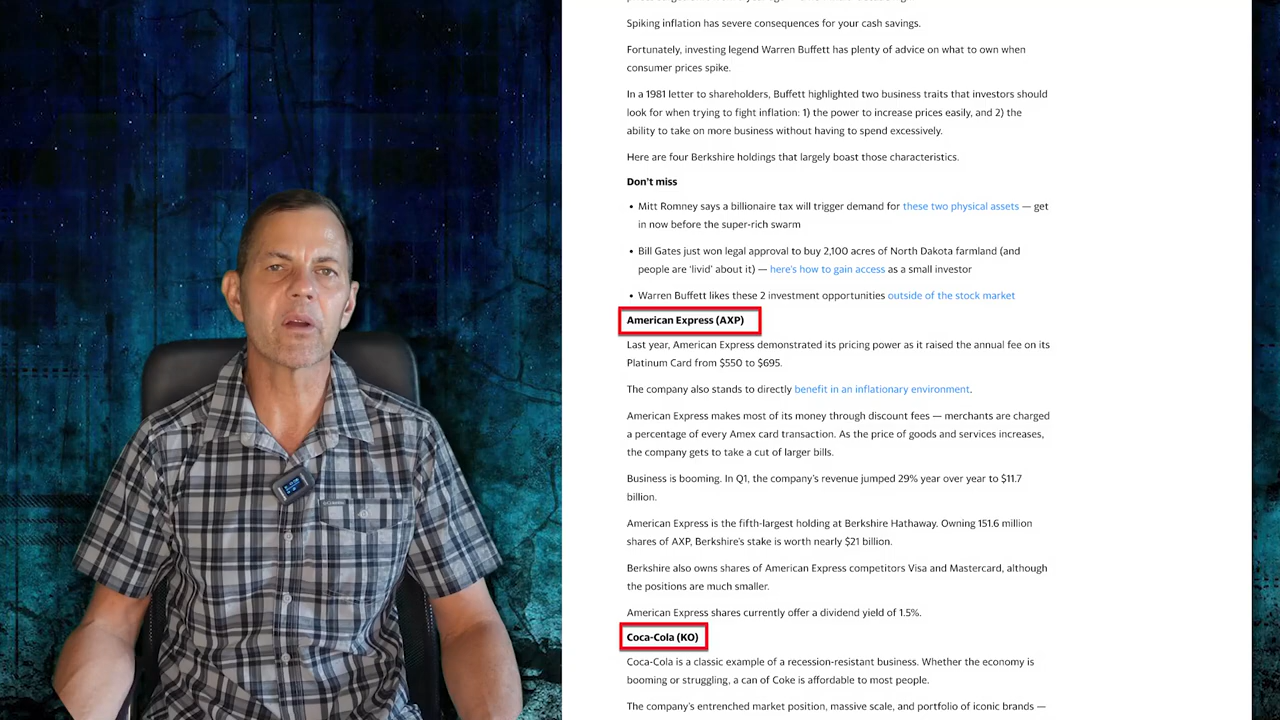 Spiking inflation has severe consequences for your cash savings.
Fortunately, investing legend Warren Buffett has plenty of advice on what to own when
consumer prices spike.
In a 1981 letter to shareholders, Buffett highlighted two business traits that investors should
look for when trying to fight inflation: 1) the power to increase prices easily, and 2) the
ability to take on more business without having to spend excessively.
Here are four Berkshire holdings that largely boast those characteristics.
Don't miss
• Mitt Romney says a billionaire tax will trigger demand for these two physical assets — get
in now before the super-rich swarm
• Bill Gates just won legal approval to buy 2,100 acres of North Dakota farmland (and
people are ‘livid’ about it) — here's how to gain access as a small investor
• Warren Buffett likes these 2 investment opportunities outside of the stock market
American Express (AXP)
Last year, American Express demonstrated its pricing power as it raised the annual fee on its
Platinum Card from $550 to $695.
The company also stands to directly benefit in an inflationary environment.
American Express makes most of its money through discount fees — merchants are charged
a percentage of every Amex card transaction. As the price of goods and services increases,
the company gets to take a cut of larger bills.
Business is booming. In Q1, the company's revenue jumped 29% year over year to $11.7
billion.
American Express is the fifth-largest holding at Berkshire Hathaway. Owning 151.6 million
shares of AXP, Berkshire's stake is worth nearly $21 billion.
Berkshire also owns shares of American Express competitors Visa and Mastercard, although
the positions are much smaller.
American Express shares currently offer a dividend yield of 1.5%.
Coca-Cola (KO)
Coca-Cola is a classic example of a recession-resistant business. Whether the economy is
booming or struggling, a can of Coke is affordable to most people.
The company's entrenched market position, massive scale, and portfolio of iconic brands —